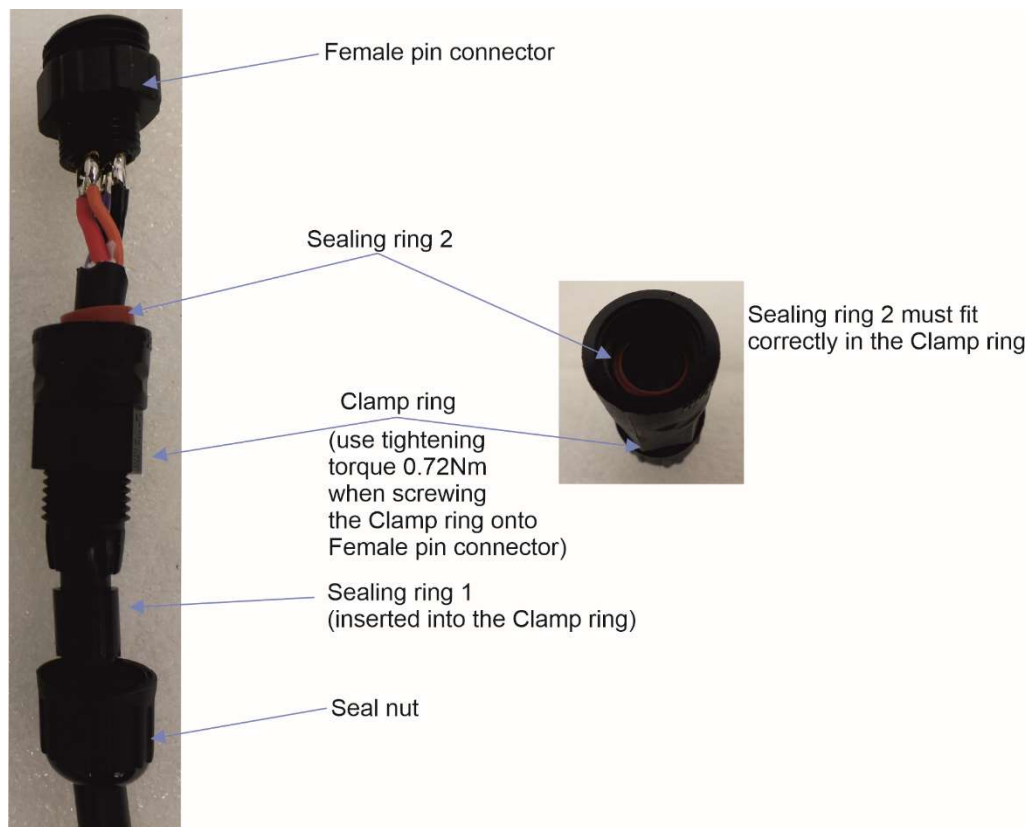 Female pin connector
Sealing ring 2
Sealing ring 2 must fit
correctly in the Clamp ring
Clamp ring
(use tightening
torque 0.72Nm
when screwing
the Clamp ring onto
Female pin connector)
Sealing ring 1
(inserted into the Clamp ring)
Seal nut